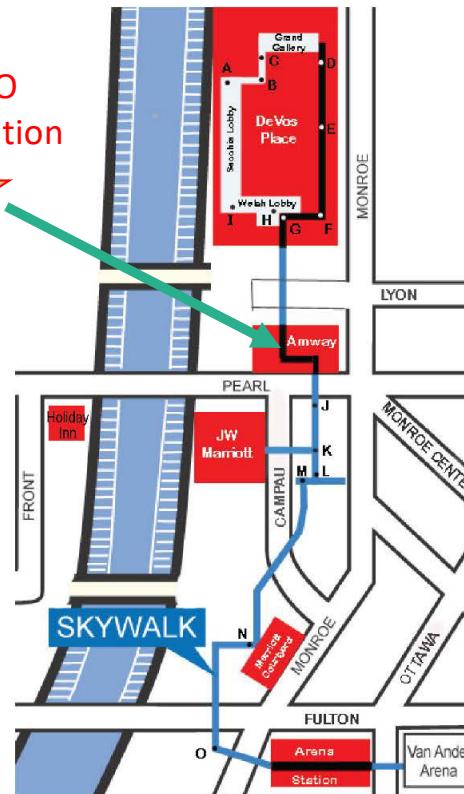 O
tion
Grand
Gallery
A
C
B
D
DeVos
Place
E
Secchia Lobby
Welsh Lobby
I
H
G
F
MONROE
LYON
Amway
PEARL
J
Holiday
Inn
JW
Marriott
K
M
L
MONROE CENTE
FRONT
CAMPAU
SKYWALK
N
Marriott
Courtyard
MONROE
OTTAWA
FULTON
O
Arena
Station
Van Ande
Arena